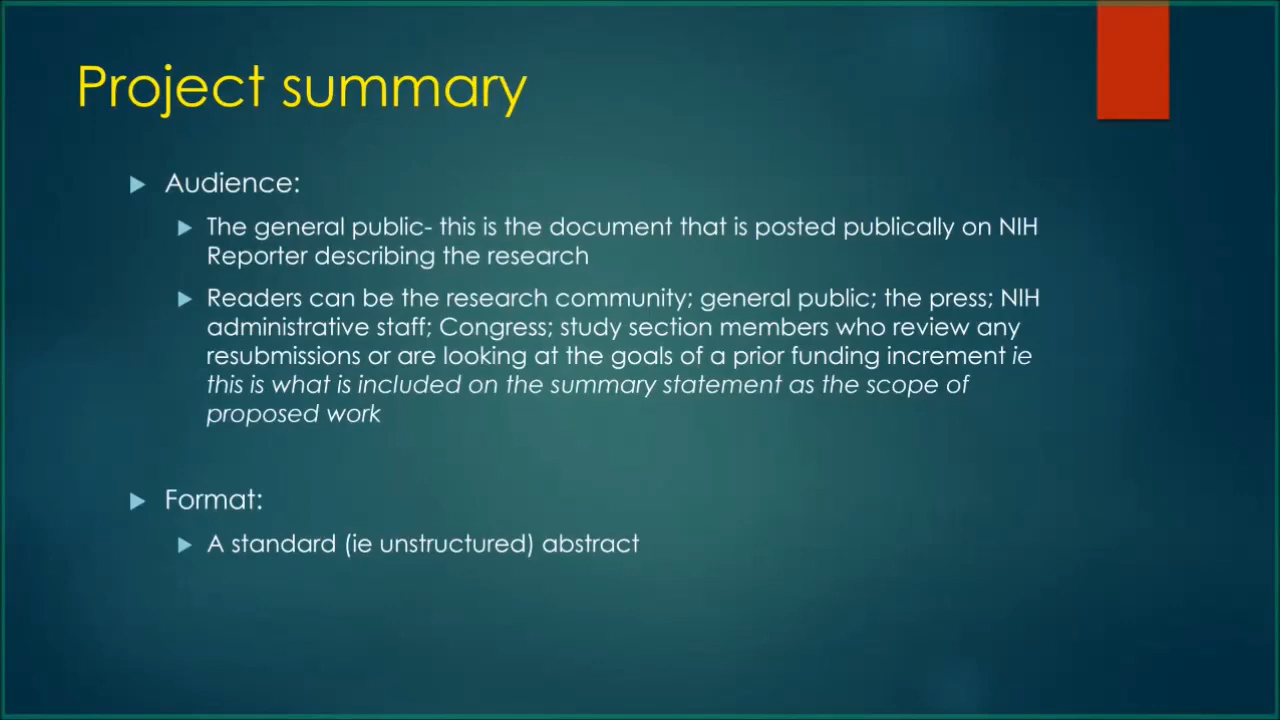 Project summary
Audience:
The general public- this is the document that is posted publically on NIH
Reporter describing the research
Readers can be the research community; general public; the press; NIH
administrative staff; Congress; study section members who review any
resubmissions or are looking at the goals of a prior funding increment ie
this is what is included on the summary statement as the scope of
proposed work
Format:
A standard (ie unstructured) abstract